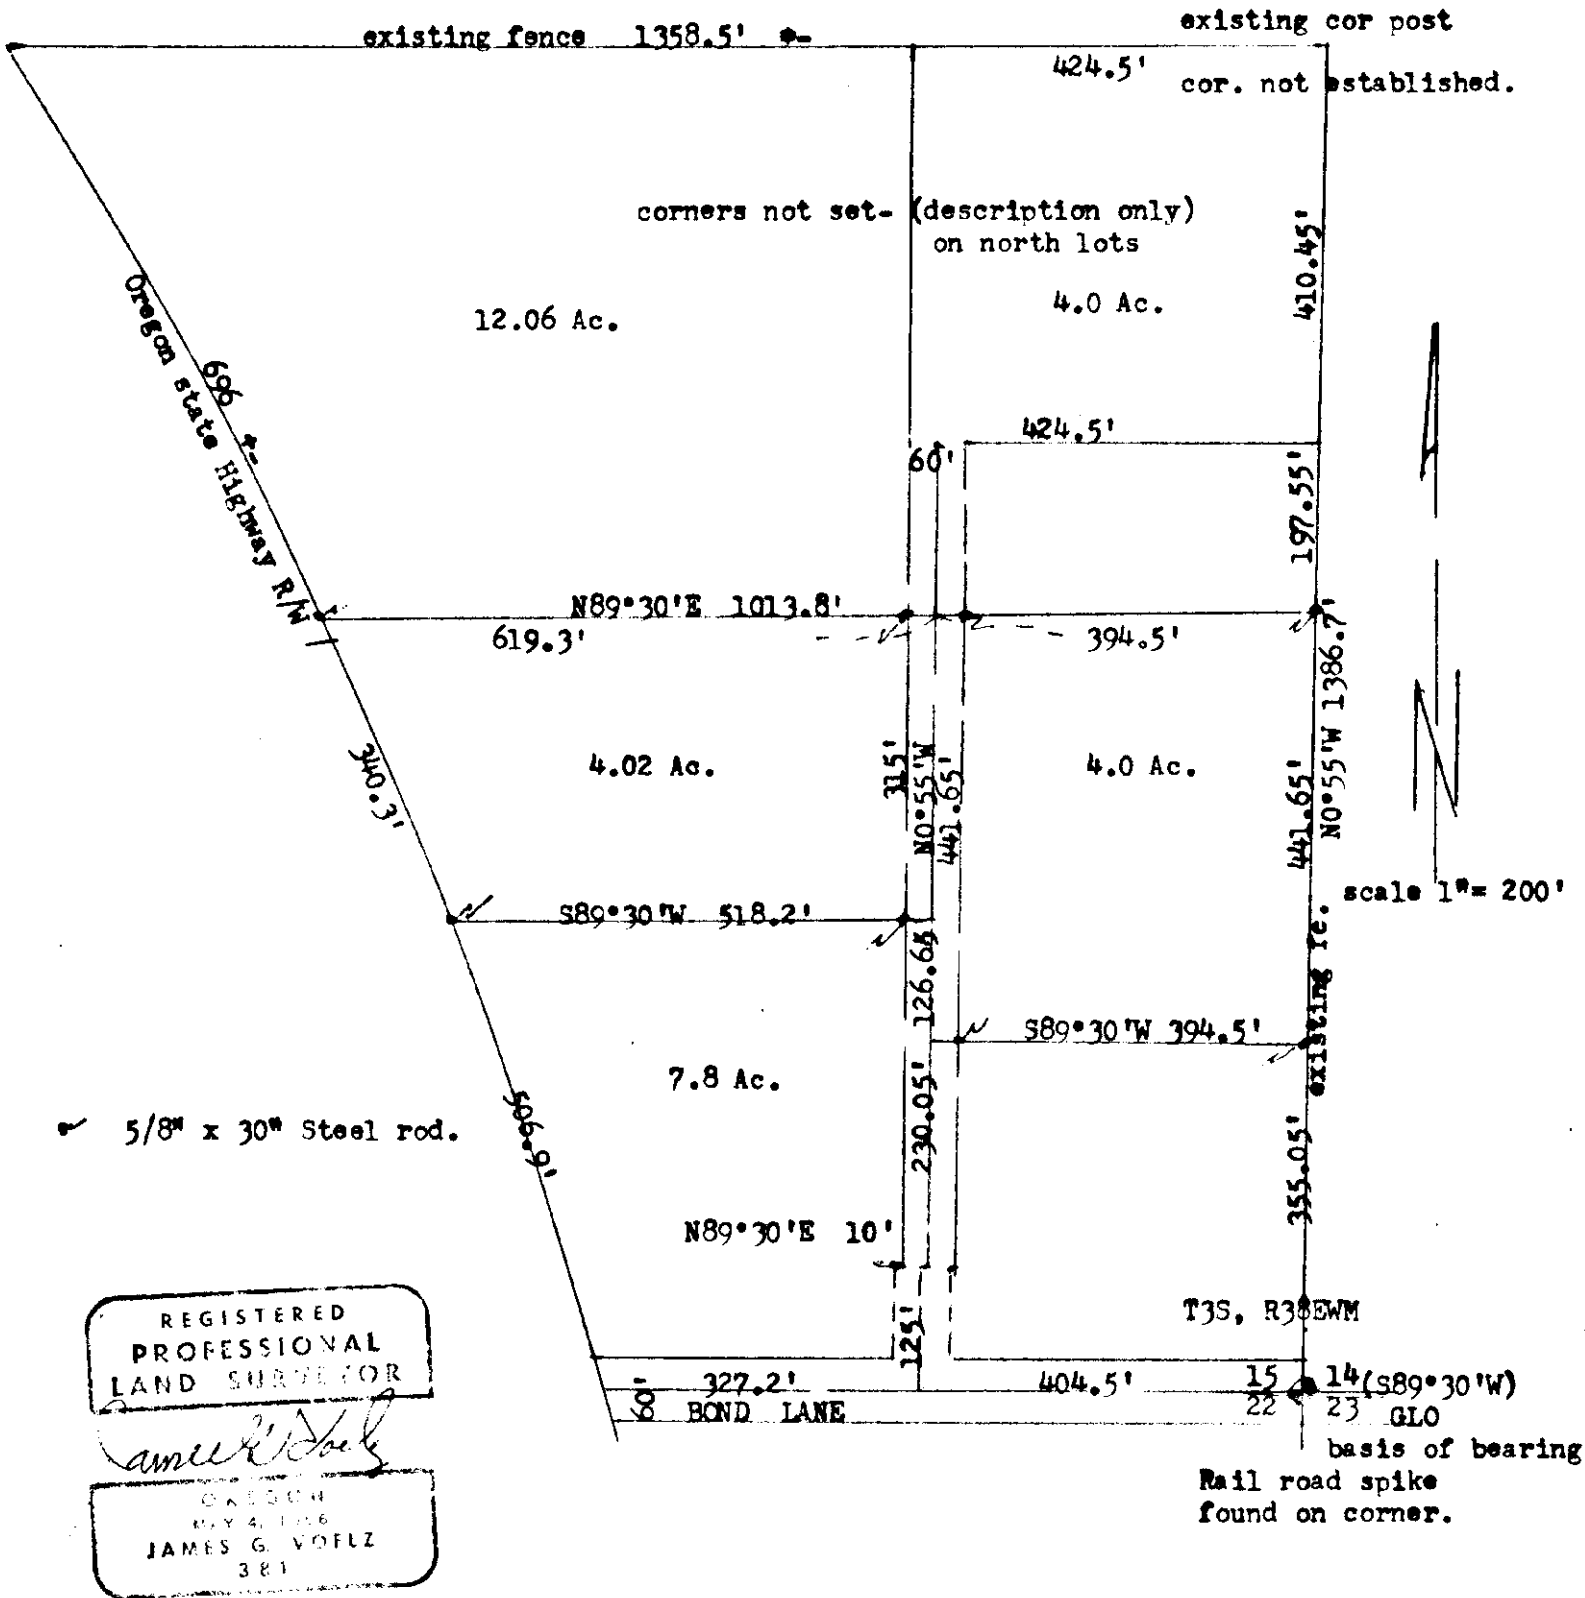 existing fence 1358.5' +-
existing cor post
424.5'
cor. not established.
corners not set- (description only)
on north lots
410.45'
12.06 Ac.
4.0 Ac.
Oregon state Highway R/W
696 +-
424.5'
60'
197.55'
N89°30'E 1013.8'
619.3'
394.5'
N0°55'W 1386.7'
340.3'
4.02 Ac.
315'
N0°55'W
441.65'
4.0 Ac.
441.65'
scale 1"= 200'
S89°30'W 518.2'
126.65'
existing fe.
S89°30'W 394.5'
7.8 Ac.
230.05'
506.9'
5/8" x 30" Steel rod.
355.05'
N89°30'E 10'
125'
T3S, R38EWM
60'
327.2'
404.5'
15 14 (S89°30'W)
22 23 GLO
BOND LANE
basis of bearing
Rail road spike
found on corner.
REGISTERED
PROFESSIONAL
LAND SURVEYOR
OREGON
JAMES G. VOELZ
381